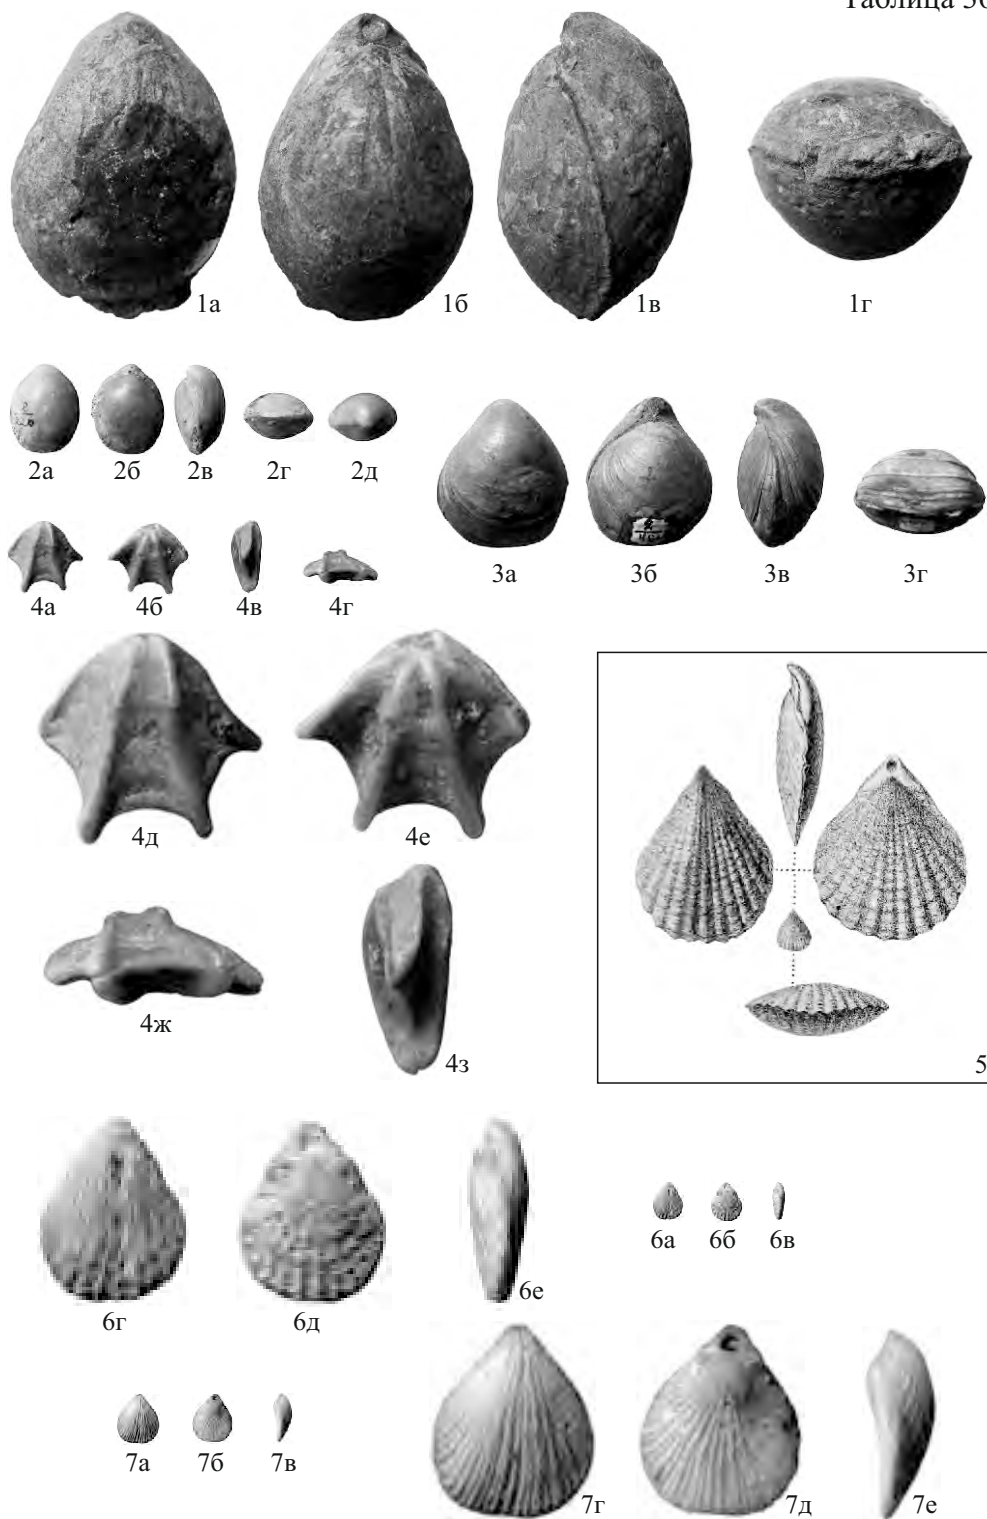 Таблица
1а 1б 1в 1г
2а 2б 2в 2г 2д
3а 3б 3в 3г
4а 4б 4в 4г
4д 4е
4ж 4з
5
6а 6б 6в
6г 6д 6е
7а 7б 7в
7г 7д 7е